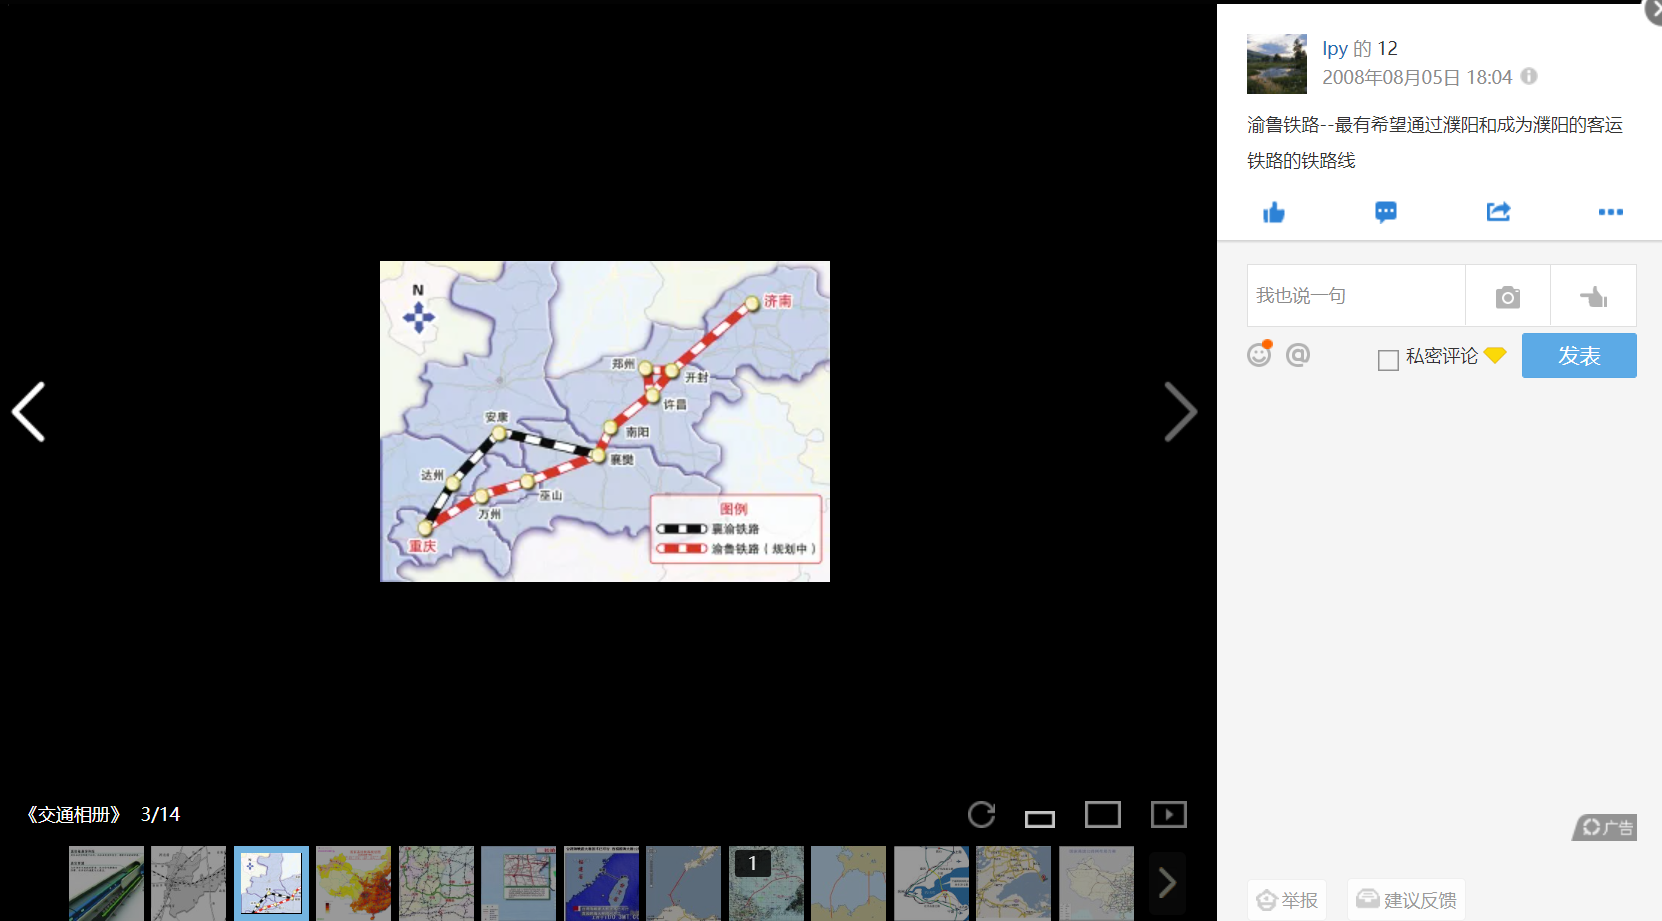 lpy 的 12
2008年08月05日 18:04
渝鲁铁路--最有希望通过濮阳和成为濮阳的客运
铁路的铁路线
N
济南
郑州
开封
许昌
安康
南阳
襄樊
达州
巫山
万州
重庆
图例
襄渝铁路
渝鲁铁路（规划中）
我也说一句
私密评论
发表
《交通相册》 3/14
1
广告
举报
建议反馈